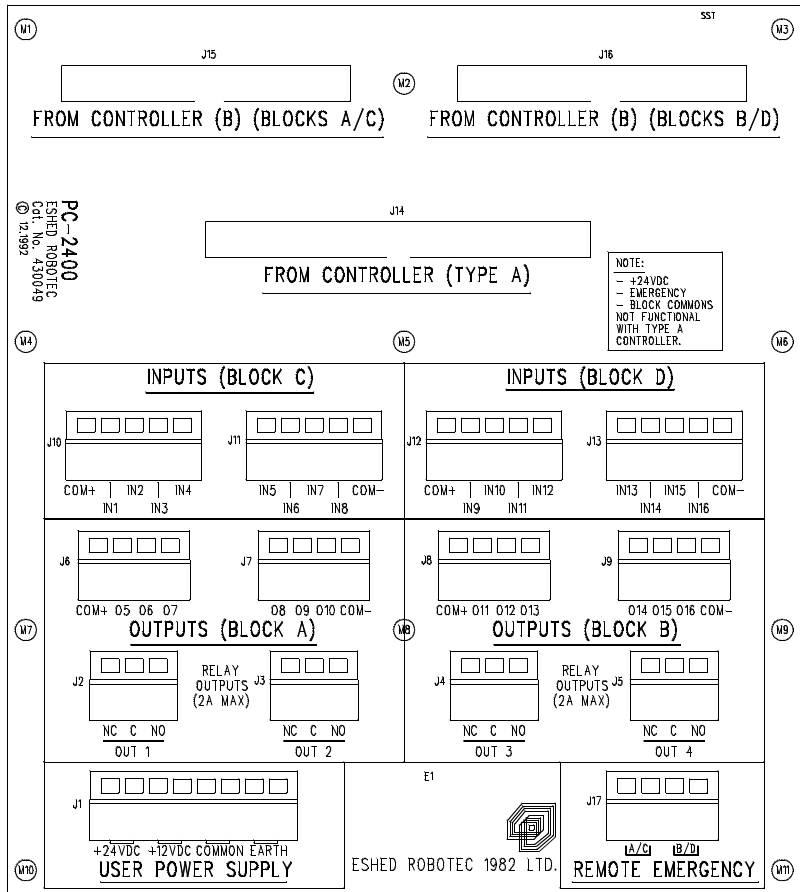 SST
M1
M3
J15
J16
M2
FROM CONTROLLER (B) (BLOCKS A/C)
FROM CONTROLLER (B) (BLOCKS B/D)
PC-2400
ESHED ROBOTEC
Cat. No. 430049
© 12.1992
J14
FROM CONTROLLER (TYPE A)
NOTE:
- +24VDC
- EMERGENCY
- BLOCK COMMONS
NOT FUNCTIONAL
WITH TYPE A
CONTROLLER.
M4
M5
M6
INPUTS (BLOCK C)
INPUTS (BLOCK D)
J10
J11
J12
J13
COM+ IN2 IN4
IN1 IN3
IN5 IN7 COM-
IN6 IN8
COM+ IN10 IN12
IN9 IN11
IN13 IN15 COM-
IN14 IN16
J6
J7
J8
J9
COM+ O5 O6 O7
O8 O9 O10 COM-
COM+ O11 O12 O13
O14 O15 O16 COM-
M7
OUTPUTS (BLOCK A)
M8
OUTPUTS (BLOCK B)
M9
J2
RELAY
OUTPUTS
(2A MAX)
J3
J4
RELAY
OUTPUTS
(2A MAX)
J5
NC C NO
OUT 1
NC C NO
OUT 2
NC C NO
OUT 3
NC C NO
OUT 4
J1
+24VDC +12VDC COMMON EARTH
USER POWER SUPPLY
M10
E1
ESHED ROBOTEC 1982 LTD.
J17
A/C B/D
REMOTE EMERGENCY
M11